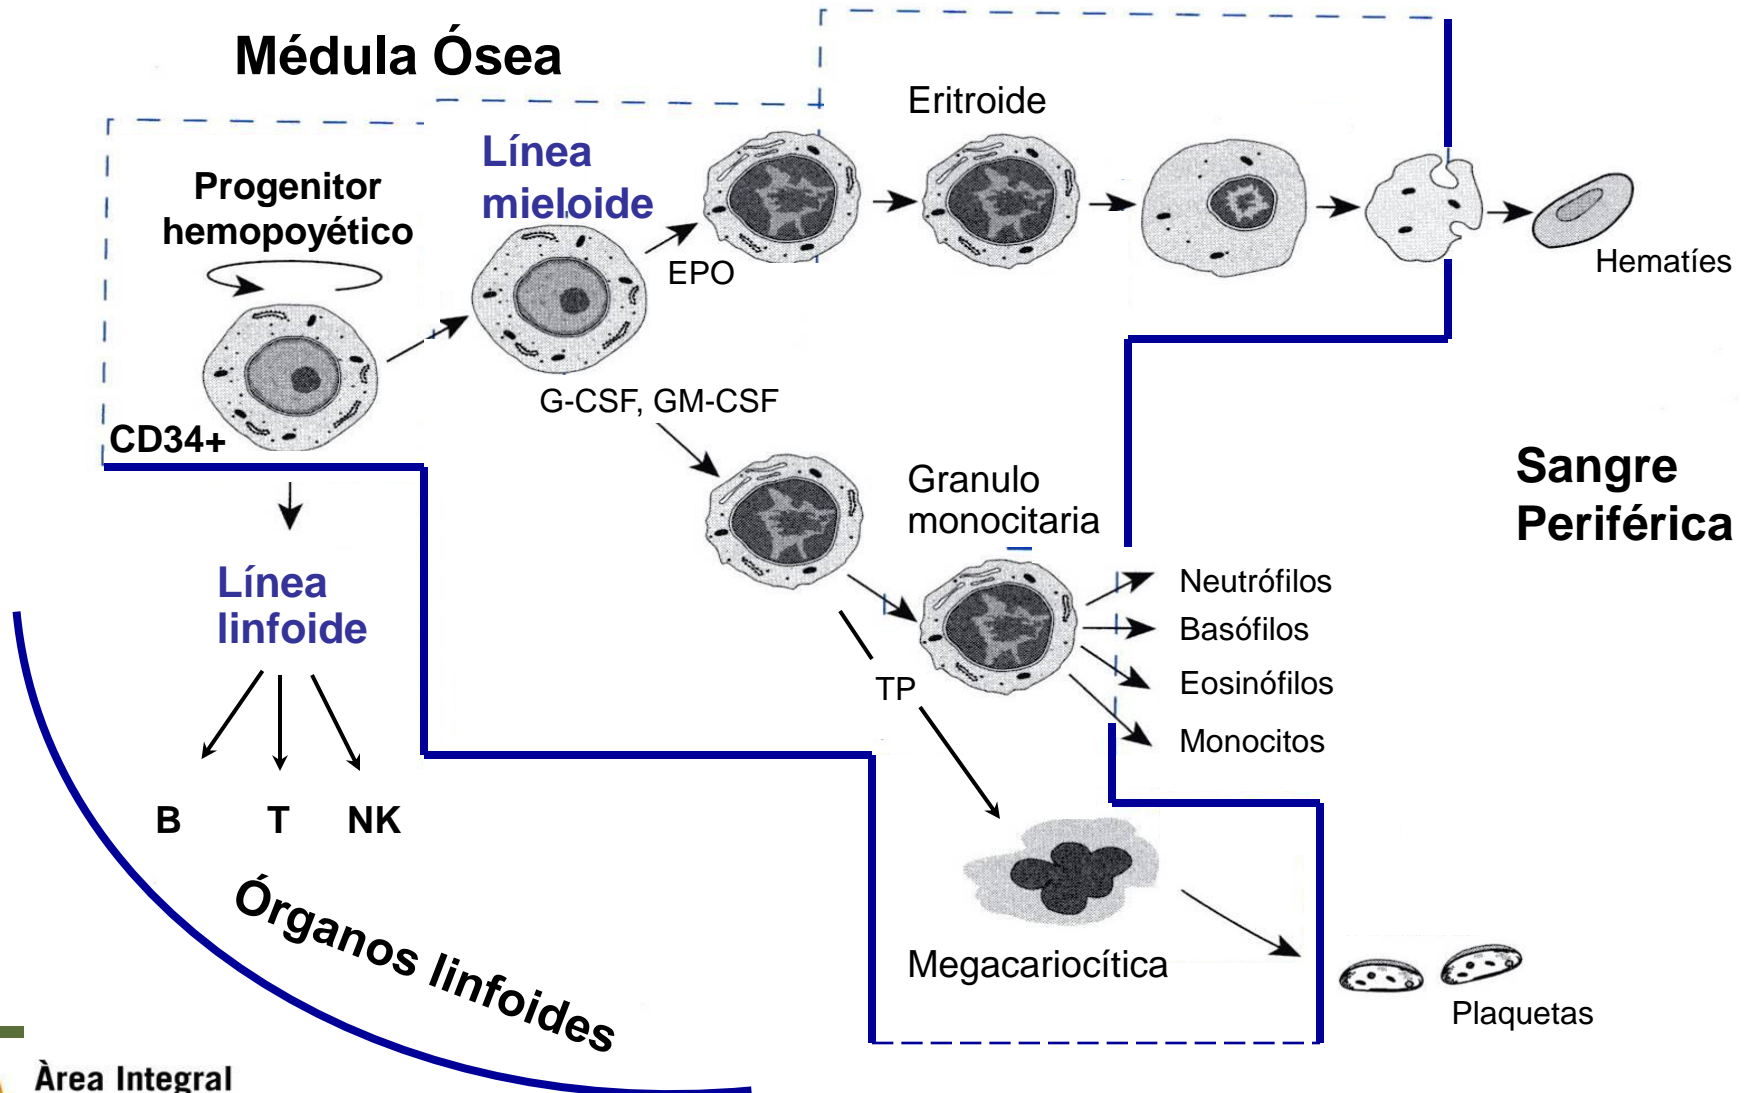 Médula Ósea
Eritroide
Línea
mieloide
Progenitor
hemopoyético
EPO
Hematíes
G-CSF, GM-CSF
CD34+
Granulo
monocitaria
Sangre
Periférica
Línea
linfoide
Neutrófilos
Basófilos
Eosinófilos
Monocitos
TP
B T NK
Órganos linfoides
Megacariocítica
Plaquetas
Àrea Integral